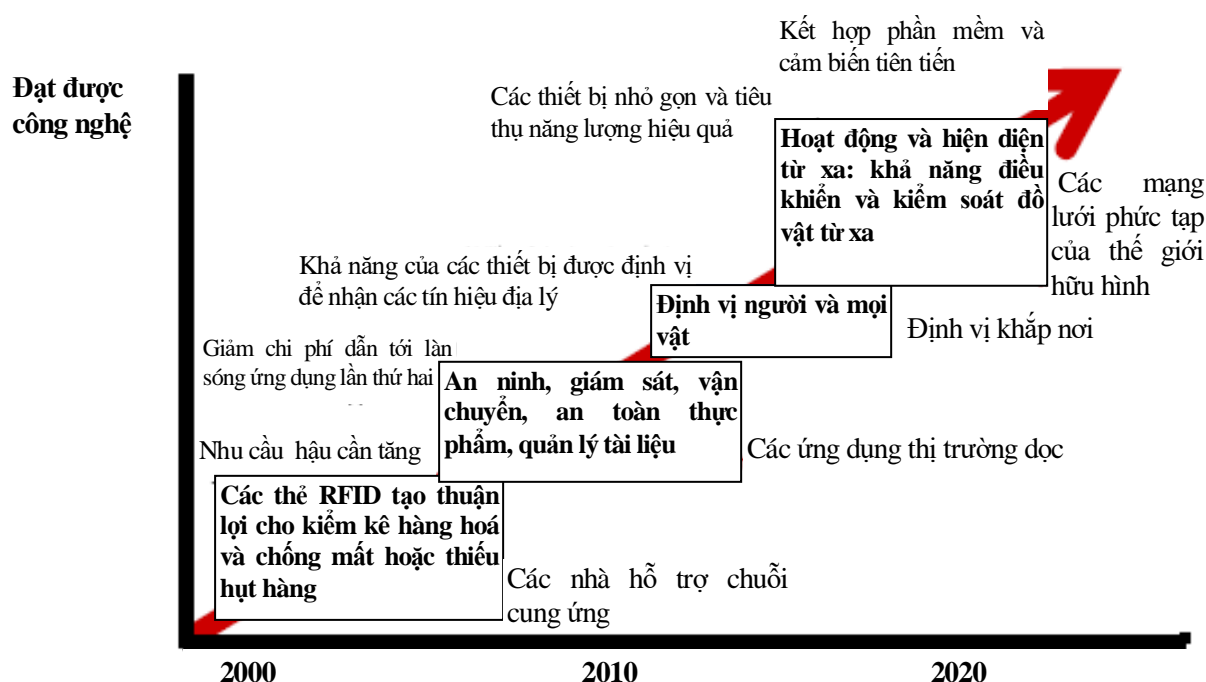 Kết hợp phần mềm và
cảm biến tiên tiến
Đạt được
công nghệ
Các thiết bị nhỏ gọn và tiêu
thụ năng lượng hiệu quả
Hoạt động và hiện diện
từ xa: khả năng điều
khiển và kiểm soát đồ
vật từ xa
Các mạng
lưới phức tạp
của thế giới
hữu hình
Khả năng của các thiết bị được định vị
để nhận các tín hiệu địa lý
Định vị người và mọi
vật
Định vị khắp nơi
Giảm chi phí dẫn tới làn
sóng ứng dụng lần thứ hai
An ninh, giám sát, vận
chuyển, an toàn thực
phẩm, quản lý tài liệu
Các ứng dụng thị trường dọc
Nhu cầu hậu cần tăng
Các thẻ RFID tạo thuận
lợi cho kiểm kê hàng hoá
và chống mất hoặc thiếu
hụt hàng
Các nhà hỗ trợ chuỗi
cung ứng
2000 2010 2020